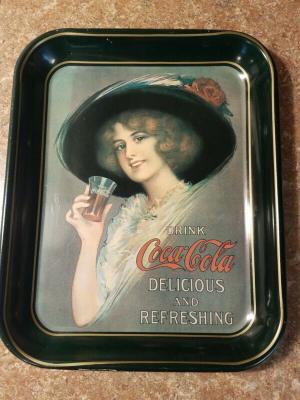 DRINK
Coca-Cola
DELICIOUS
AND
REFRESHING